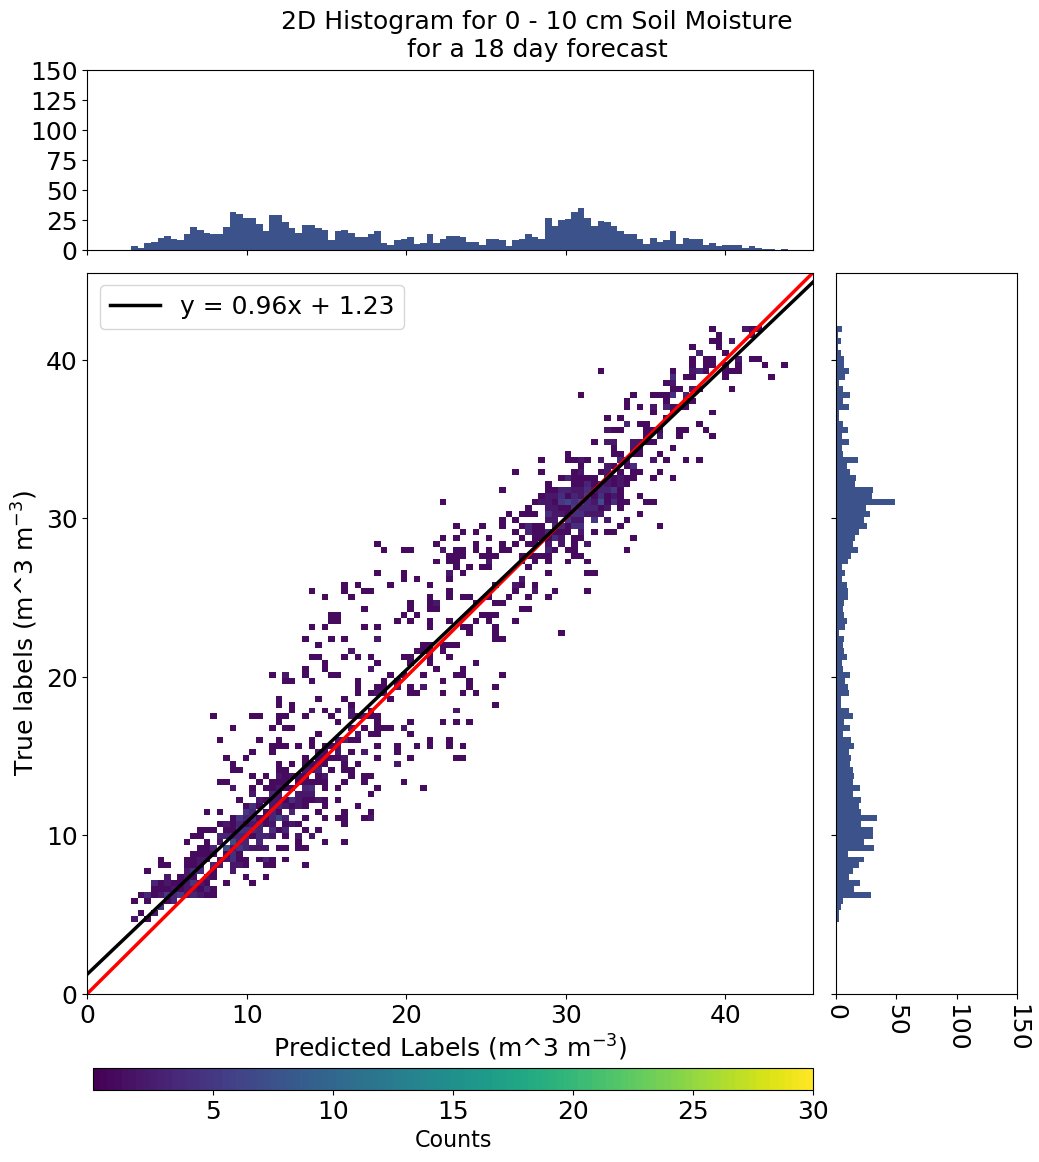 2D Histogram for 0 - 10 cm Soil Moisture
for a 18 day forecast
150
125
100
75
50
25
0
y = 0.96x + 1.23
True labels (m^3 m⁻³)
40
30
20
10
0
0 10 20 30 40
Predicted Labels (m^3 m⁻³)
0 50 100 150
5 10 15 20 25 30
Counts